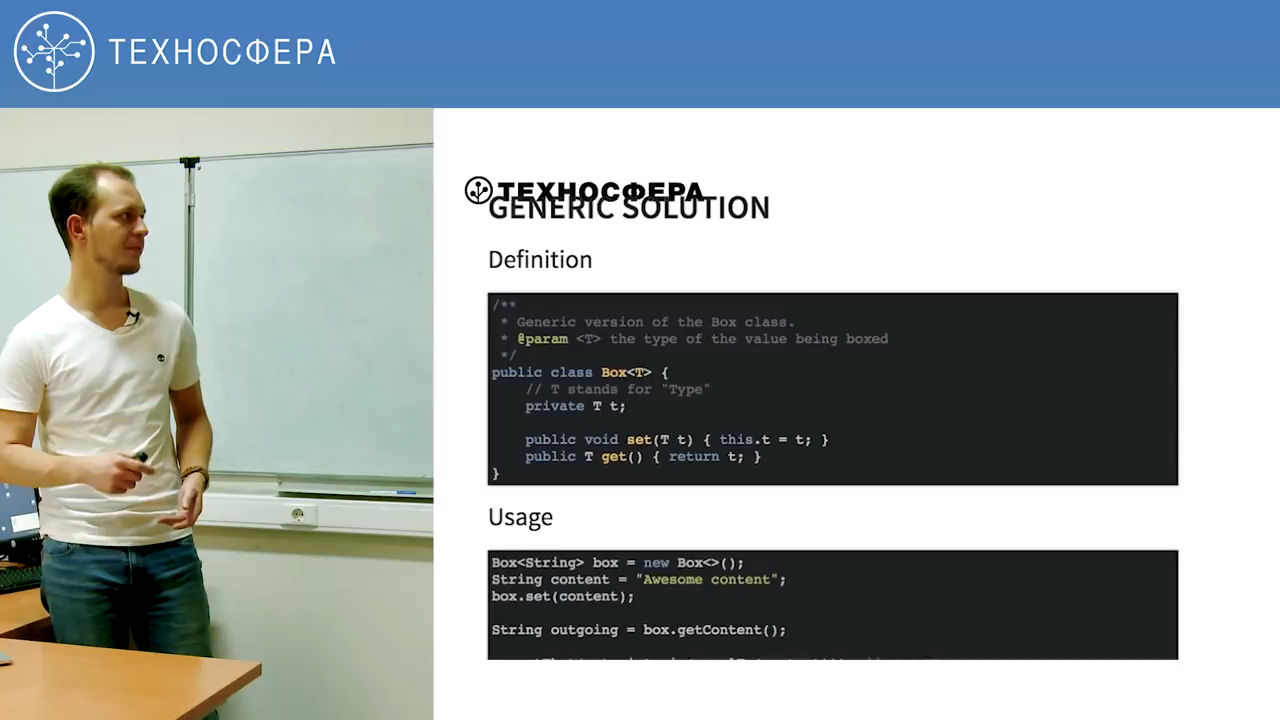 ТЕХНОСФЕРА
ТЕХНОСФЕРА
GENERIC SOLUTION
Definition
/**
 * Generic version of the Box class.
 * @param <T> the type of the value being boxed
 */
public class Box<T> {
    // T stands for "Type"
    private T t;
    public void set(T t) { this.t = t; }
    public T get() { return t; }
}
Usage
Box<String> box = new Box<>();
String content = "Awesome content";
box.set(content);
String outgoing = box.getContent();